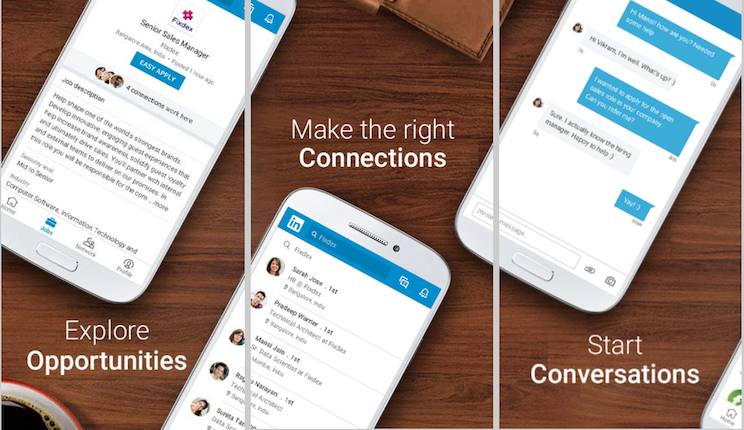 Fixdex
Senior Sales Manager
Fixdex
Bangalore Area, India • Posted 1 hour ago
EASY APPLY
4 connections work here
Job description
Help shape one of the world's strongest brands.
Develop innovative, engaging guest experiences that
help increase brand awareness, solidify guest loyalty
and ultimately drive sales. You'll partner with internal
and external teams to deliver on our promises. In
this role you will be responsible for the com ...more
Seniority level
Mid to Senior
Industry
Computer Software, Information Technology and
Home
Jobs
Network
Profile
Explore
Opportunities
Make the right
Connections
in
Fixdex
Fixdex
Sarah Jose . 1st
HR @ Fixdex
Bangalore, India
Pradeep Warrier . 1st
Technical Architect at Fixdex
Bangalore, India
Mansi Jain . 1st
Sr. Data Scientist at Fixdex
Mumbai, India
Raghu Narayan
Technical Architect
Bangalore, India
Sunita
Data
Hi Mansi! how are you? Needed
some help
1h
Hi Vikram, I'm well. What's up? :)
1h
I wanted to apply for the open
sales role in your company
Can you refer me?
Sure. I actually know the hiring
manager. Happy to help :)
Yay! :)
now
Write message...
Start
Conversations
Home